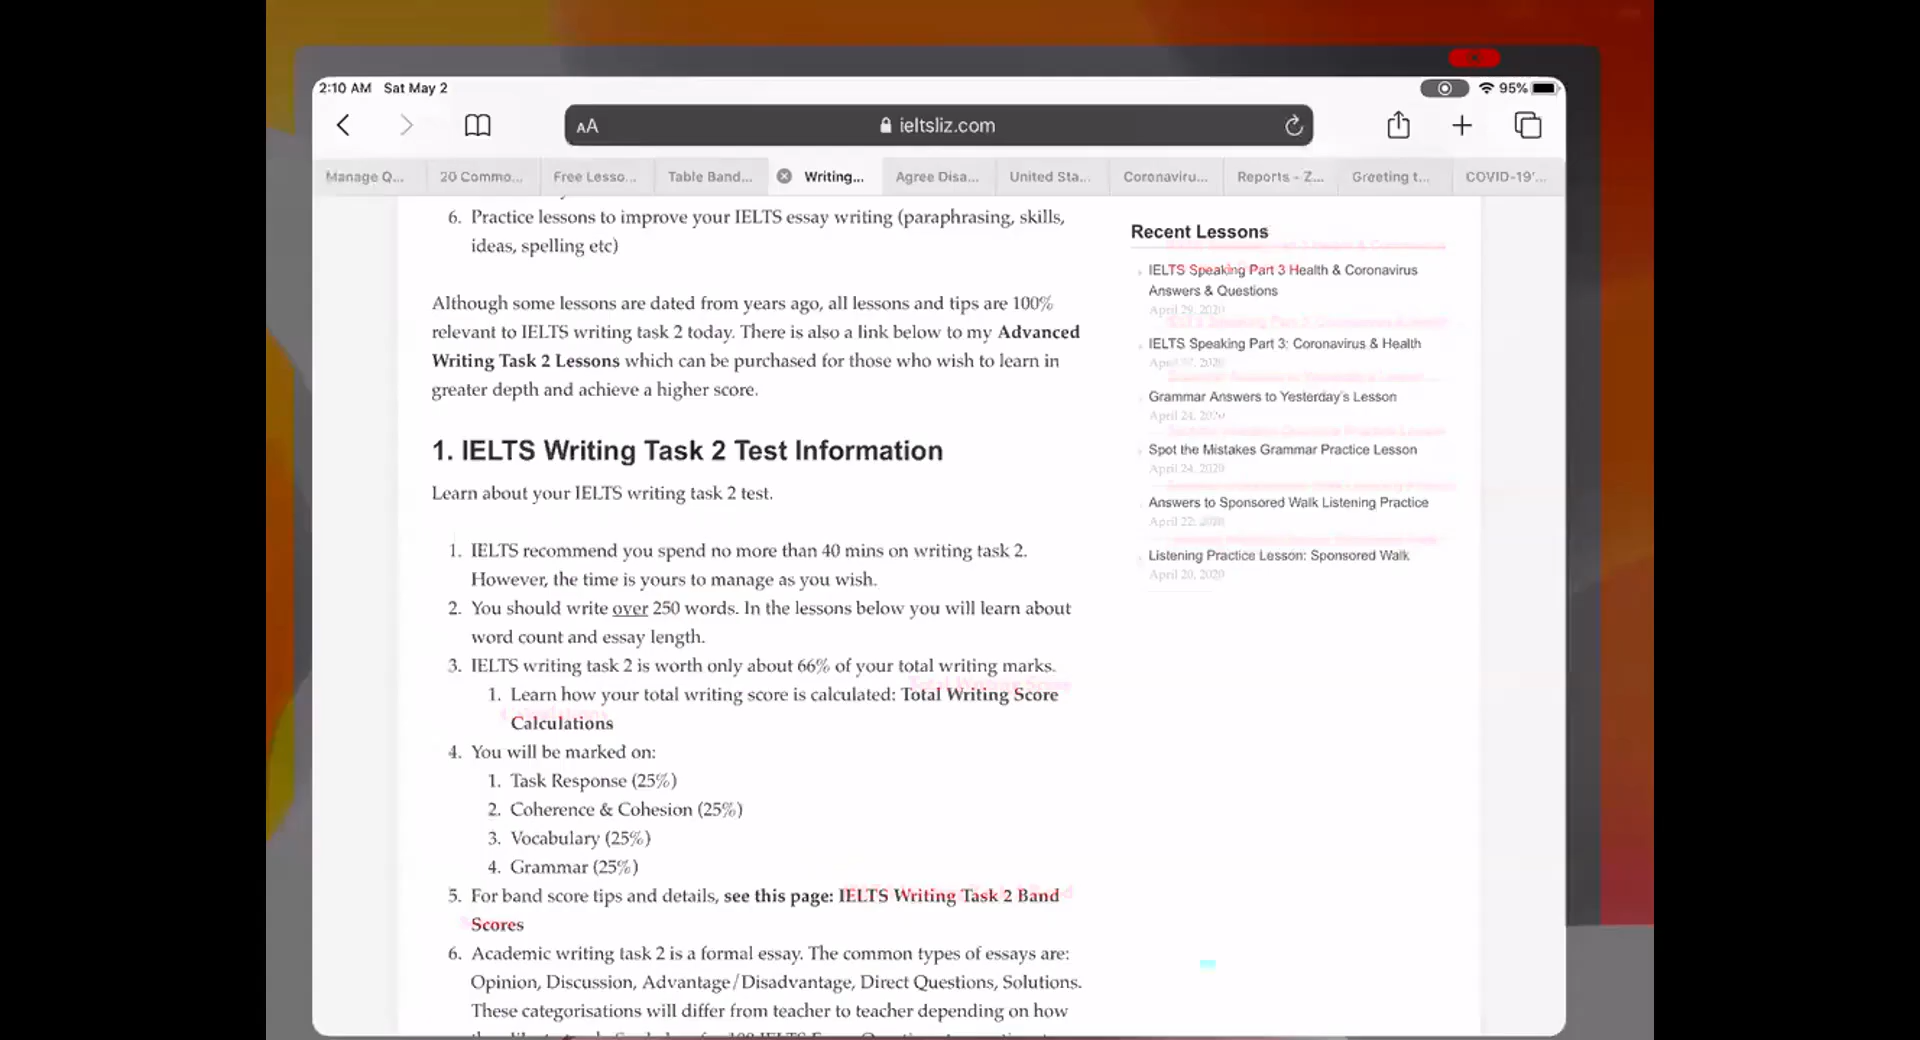 2:10 AM Sat May 2
95%
AA
ieltsliz.com
Manage Q...
20 Commo...
Free Lesso...
Table Band...
Writing...
Agree Disa...
United Sta...
Coronaviru...
Reports - Z...
Greeting t...
COVID-19'...
6. Practice lessons to improve your IELTS essay writing (paraphrasing, skills,
ideas, spelling etc)
Although some lessons are dated from years ago, all lessons and tips are 100%
relevant to IELTS writing task 2 today. There is also a link below to my Advanced
Writing Task 2 Lessons which can be purchased for those who wish to learn in
greater depth and achieve a higher score.
1. IELTS Writing Task 2 Test Information
Learn about your IELTS writing task 2 test.
1. IELTS recommend you spend no more than 40 mins on writing task 2.
However, the time is yours to manage as you wish.
2. You should write over 250 words. In the lessons below you will learn about
word count and essay length.
3. IELTS writing task 2 is worth only about 66% of your total writing marks.
1. Learn how your total writing score is calculated: Total Writing Score
Calculations
4. You will be marked on:
1. Task Response (25%)
2. Coherence & Cohesion (25%)
3. Vocabulary (25%)
4. Grammar (25%)
5. For band score tips and details, see this page: IELTS Writing Task 2 Band
Scores
6. Academic writing task 2 is a formal essay. The common types of essays are:
Opinion, Discussion, Advantage/Disadvantage, Direct Questions, Solutions.
These categorisations will differ from teacher to teacher depending on how
Recent Lessons
IELTS Speaking Part 3 Health & Coronavirus
Answers & Questions
April 29, 2020
IELTS Speaking Part 3: Coronavirus & Health
Grammar Answers to Yesterday's Lesson
April 24, 2020
Spot the Mistakes Grammar Practice Lesson
April 24, 2020
Answers to Sponsored Walk Listening Practice
April 22, 2020
Listening Practice Lesson: Sponsored Walk
April 20, 2020